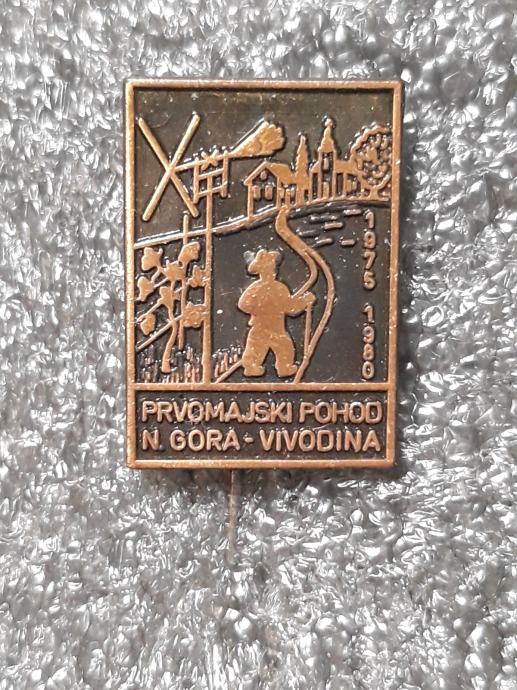 1975 1980
PRVOMAJSKI POHOD
N. GORA - VIVODINA